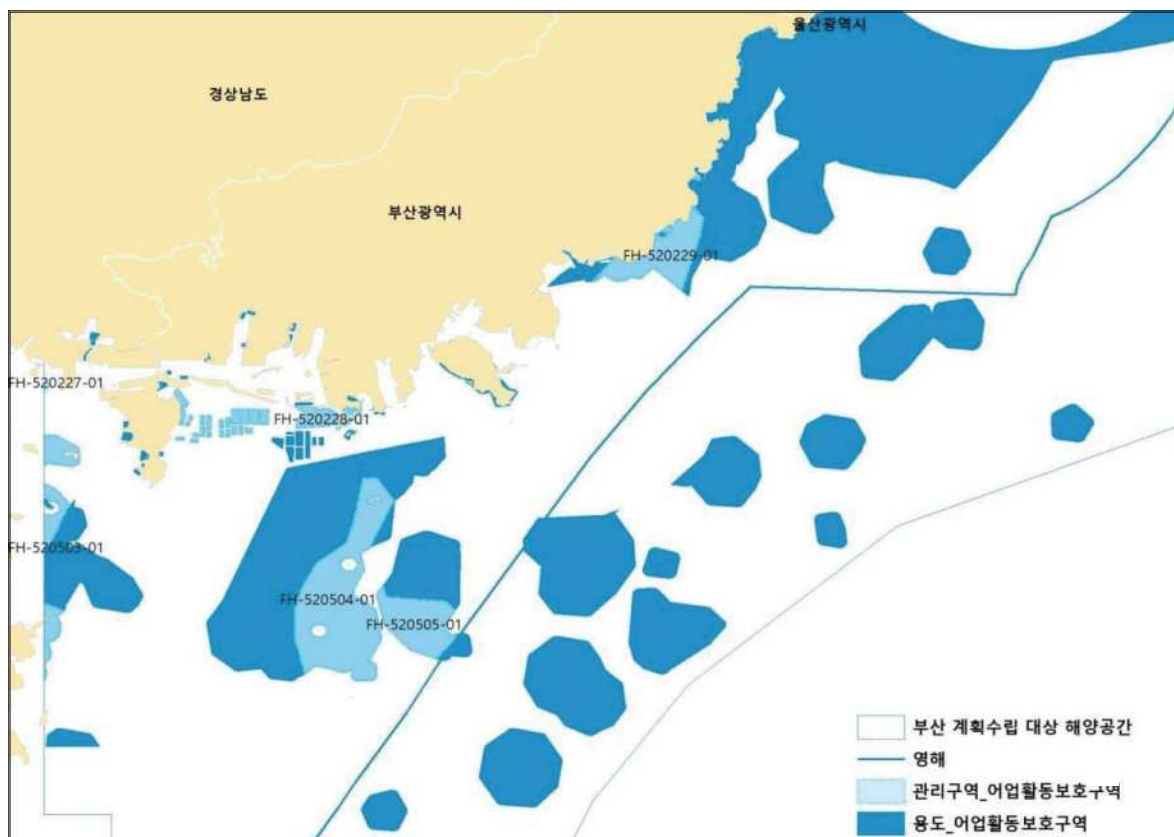 울산광역시
경상남도
부산광역시
FH-520229-01
FH-520227-01
FH-520228-01
FH-520503-01
FH-520504-01
FH-520505-01
부산 계획수립 대상 해양공간
영해
관리구역_어업활동보호구역
용도_어업활동보호구역